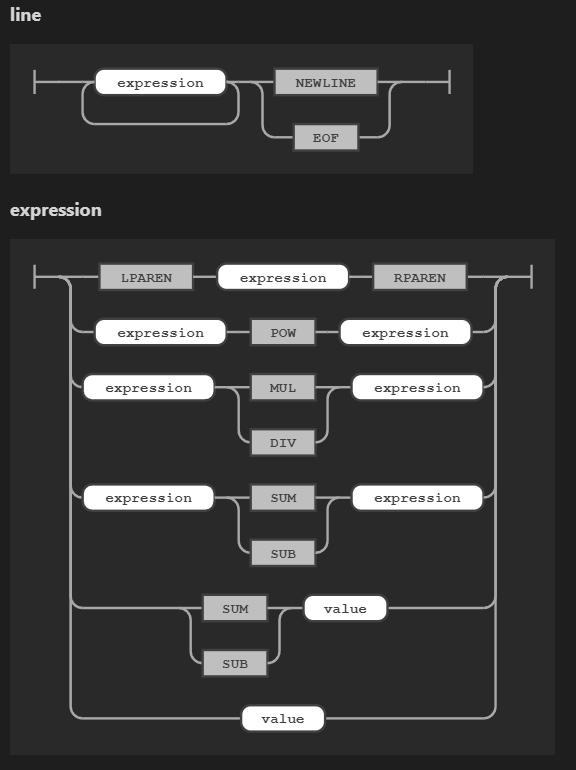 line
expression NEWLINE
EOF
expression
LPAREN expression RPAREN
expression POW expression
expression MUL expression
DIV
expression SUM expression
SUB
SUM value
SUB
value